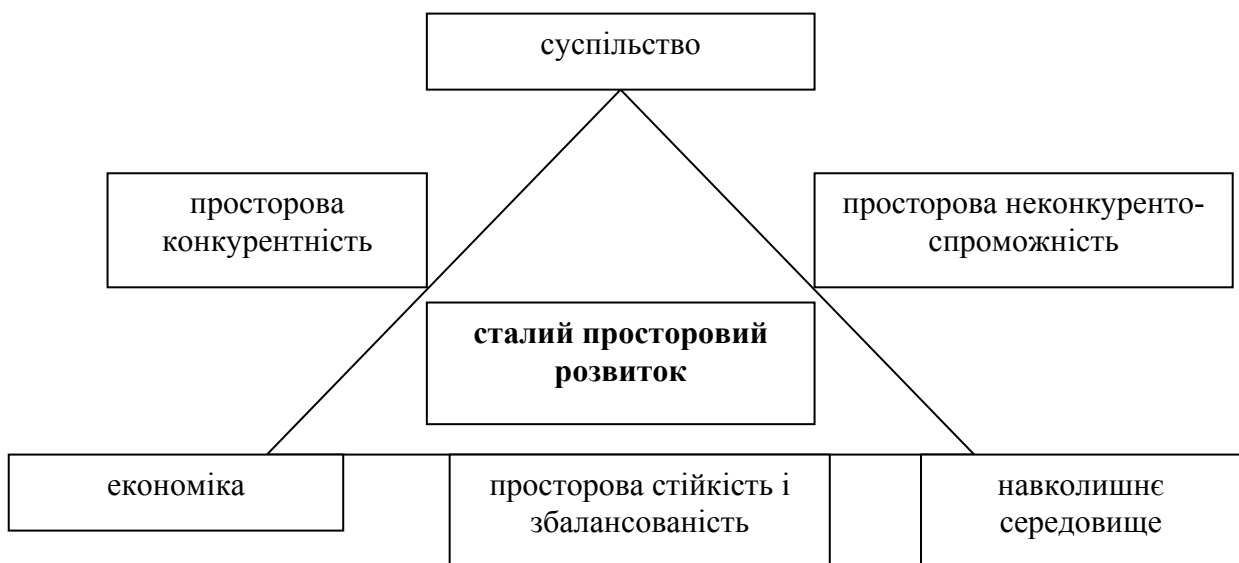 суспільство
просторова
конкурентність
просторова неконкуренто-
спроможність
сталий просторовий
розвиток
економіка
просторова стійкість і
збалансованість
навколишнє
середовище